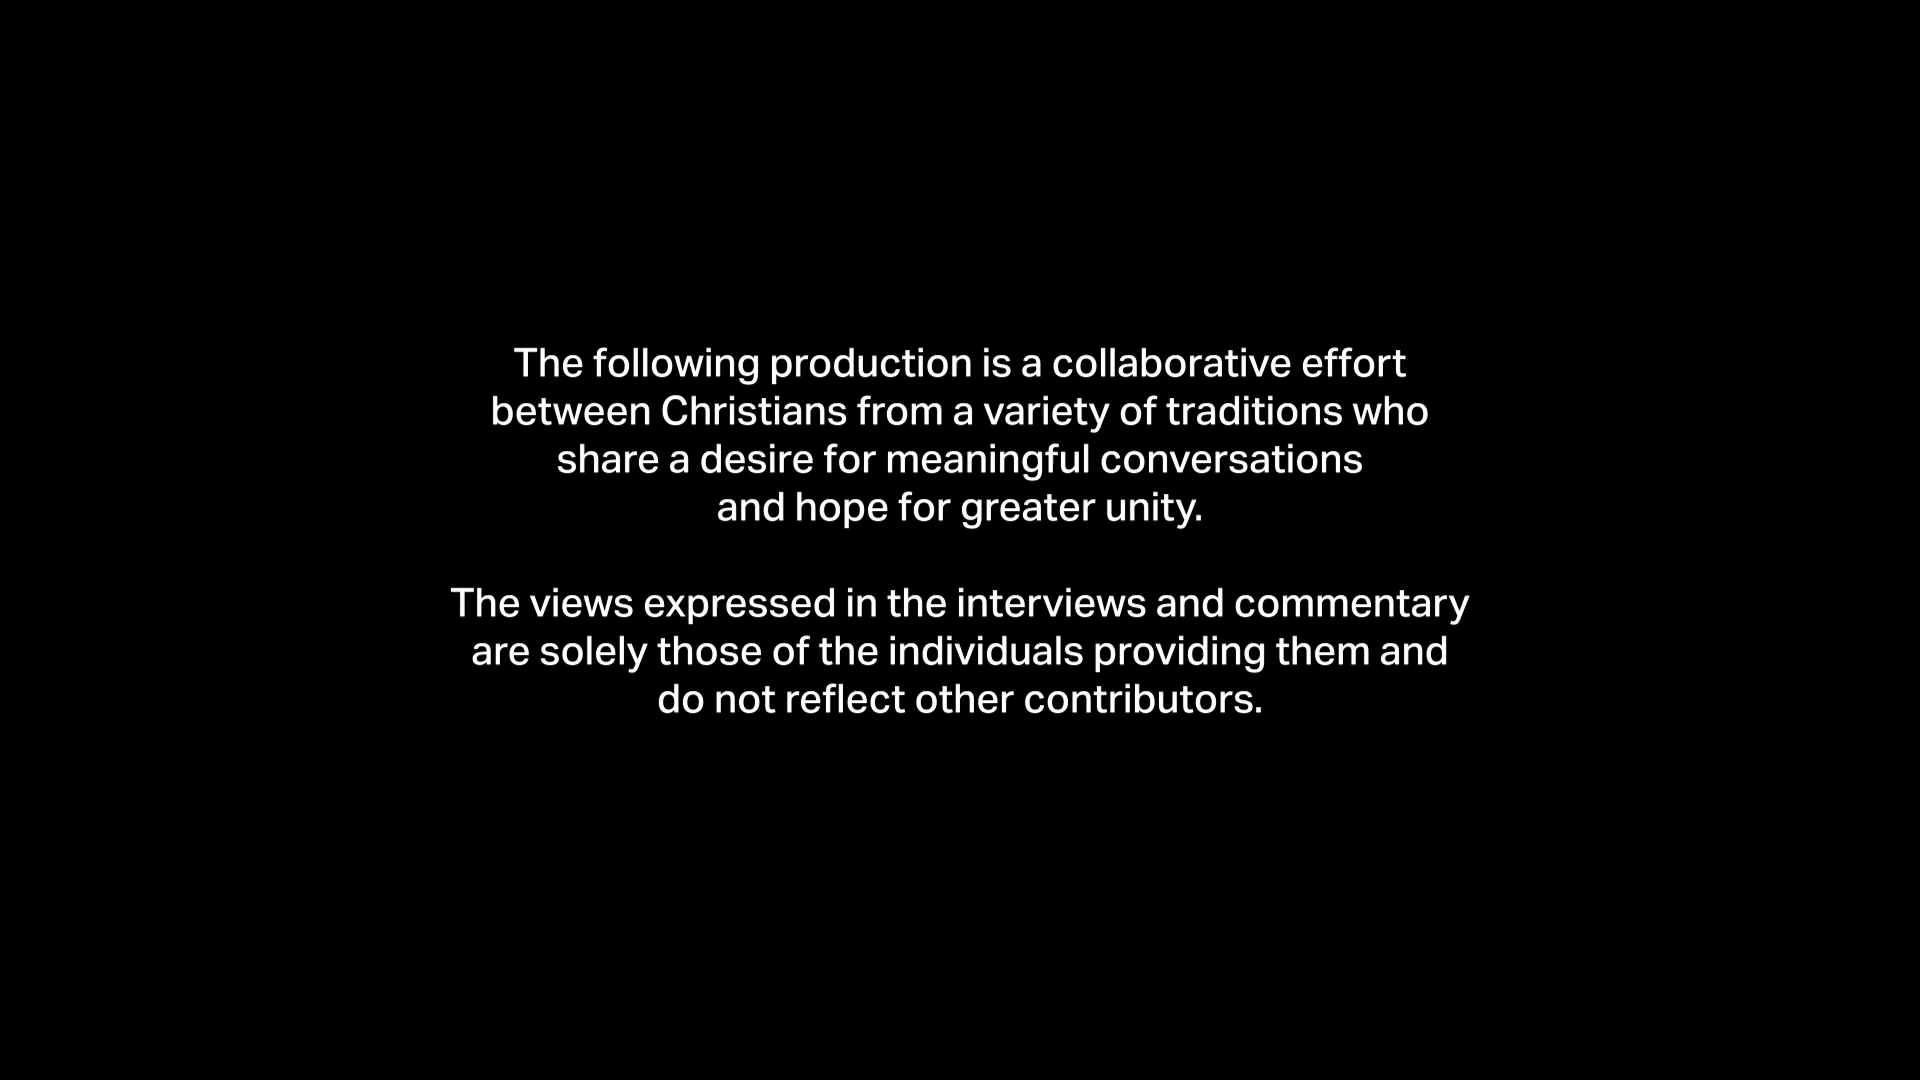 The following production is a collaborative effort
between Christians from a variety of traditions who
share a desire for meaningful conversations
and hope for greater unity.
The views expressed in the interviews and commentary
are solely those of the individuals providing them and
do not reflect other contributors.